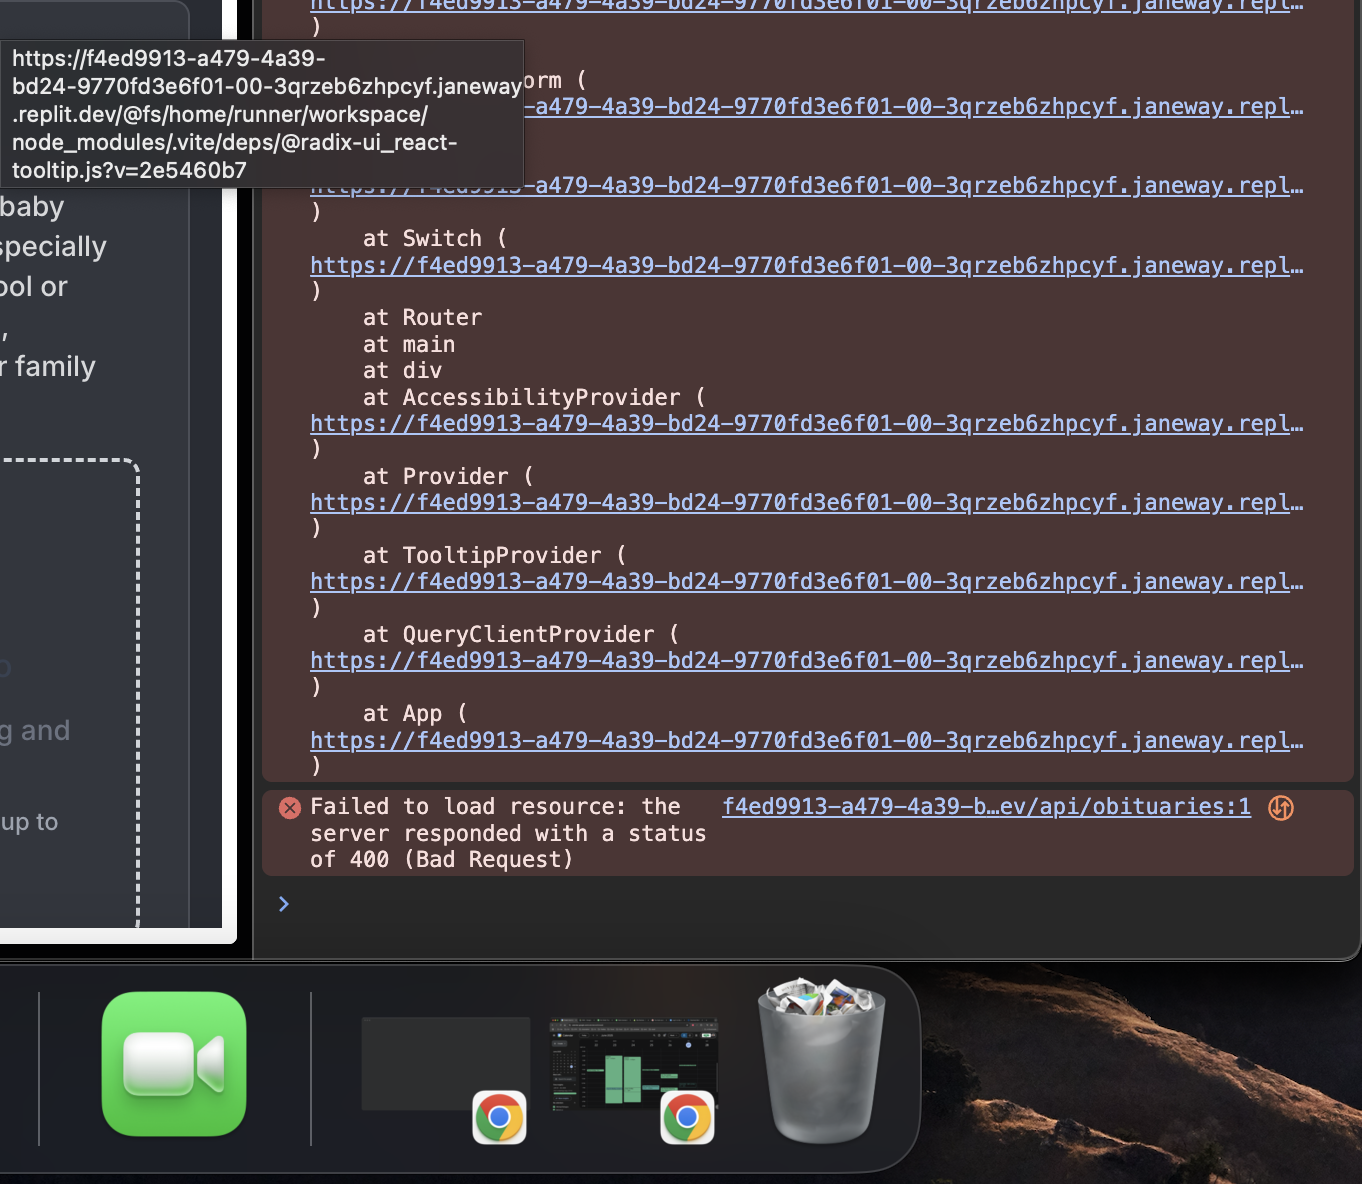 https://f4ed9913-a479-4a39-bd24-9770fd3e6f01-00-3qrzeb6zhpcyf.janeway.repl…
)
https://f4ed9913-a479-4a39-
bd24-9770fd3e6f01-00-3qrzeb6zhpcyf.janeway
.replit.dev/@fs/home/runner/workspace/
node_modules/.vite/deps/@radix-ui_react-
tooltip.js?v=2e5460b7
orm (
-a479-4a39-bd24-9770fd3e6f01-00-3qrzeb6zhpcyf.janeway.repl…
https://f4ed9913-a479-4a39-bd24-9770fd3e6f01-00-3qrzeb6zhpcyf.janeway.repl…
)
at Switch (
https://f4ed9913-a479-4a39-bd24-9770fd3e6f01-00-3qrzeb6zhpcyf.janeway.repl…
)
at Router
at main
at div
at AccessibilityProvider (
https://f4ed9913-a479-4a39-bd24-9770fd3e6f01-00-3qrzeb6zhpcyf.janeway.repl…
)
at Provider (
https://f4ed9913-a479-4a39-bd24-9770fd3e6f01-00-3qrzeb6zhpcyf.janeway.repl…
)
at TooltipProvider (
https://f4ed9913-a479-4a39-bd24-9770fd3e6f01-00-3qrzeb6zhpcyf.janeway.repl…
)
at QueryClientProvider (
https://f4ed9913-a479-4a39-bd24-9770fd3e6f01-00-3qrzeb6zhpcyf.janeway.repl…
)
at App (
https://f4ed9913-a479-4a39-bd24-9770fd3e6f01-00-3qrzeb6zhpcyf.janeway.repl…
)
Failed to load resource: the f4ed9913-a479-4a39-b…ev/api/obituaries:1
server responded with a status
of 400 (Bad Request)
baby
specially
ool or
,
r family
o
g and
up to